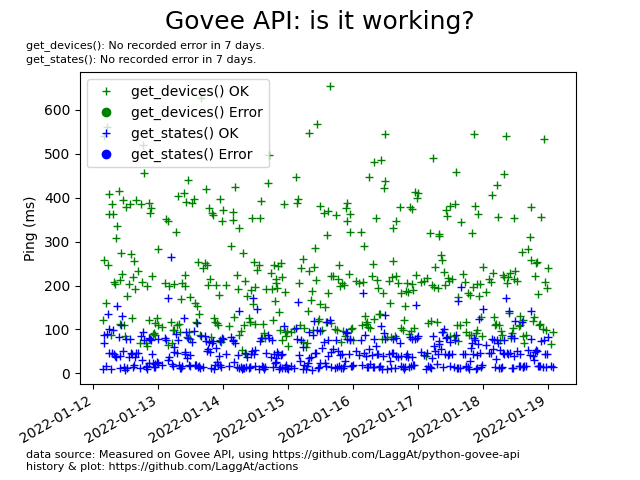 Govee API: is it working?
get_devices(): No recorded error in 7 days.
get_states(): No recorded error in 7 days.
get_devices() OK
get_devices() Error
get_states() OK
get_states() Error
Ping (ms)
600
500
400
300
200
100
0
2022-01-12
2022-01-13
2022-01-14
2022-01-15
2022-01-16
2022-01-17
2022-01-18
2022-01-19
data source: Measured on Govee API, using https://github.com/LaggAt/python-govee-api
history & plot: https://github.com/LaggAt/actions